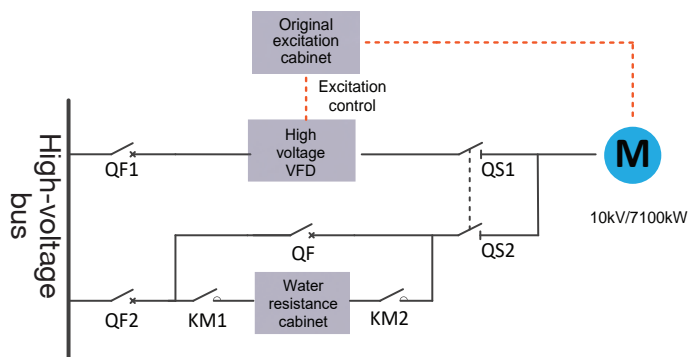 Original
excitation
cabinet
Excitation
control
High-voltage
bus
QF1
High
voltage
VFD
QS1
M
10kV/7100kW
QF
QS2
QF2
KM1
Water
resistance
cabinet
KM2